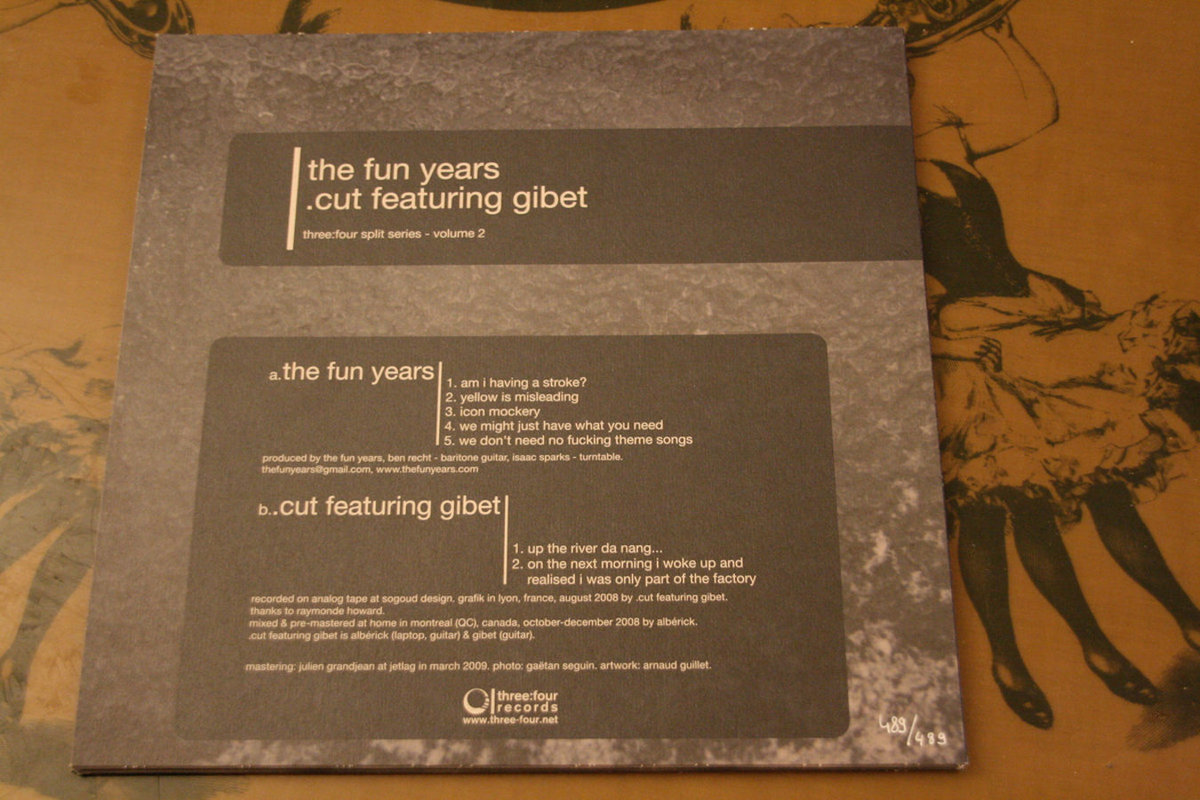 the fun years
.cut featuring gibet
three:four split series - volume 2
a.the fun years
1. am i having a stroke?
2. yellow is misleading
3. icon mockery
4. we might just have what you need
5. we don't need no fucking theme songs
produced by the fun years, ben recht - baritone guitar, isaac sparks - turntable.
thefunyears@gmail.com, www.thefunyears.com
b..cut featuring gibet
1. up the river da nang...
2. on the next morning i woke up and
realised i was only part of the factory
recorded on analog tape at sogoud design. grafik in lyon, france, august 2008 by .cut featuring gibet.
thanks to raymonde howard.
mixed & pre-mastered at home in montreal (QC), canada, october-december 2008 by albérick.
.cut featuring gibet is albérick (laptop, guitar) & gibet (guitar).
mastering: julien grandjean at jetlag in march 2009. photo: gaëtan seguin. artwork: arnaud guillet.
three:four
records
www.three-four.net
489/489